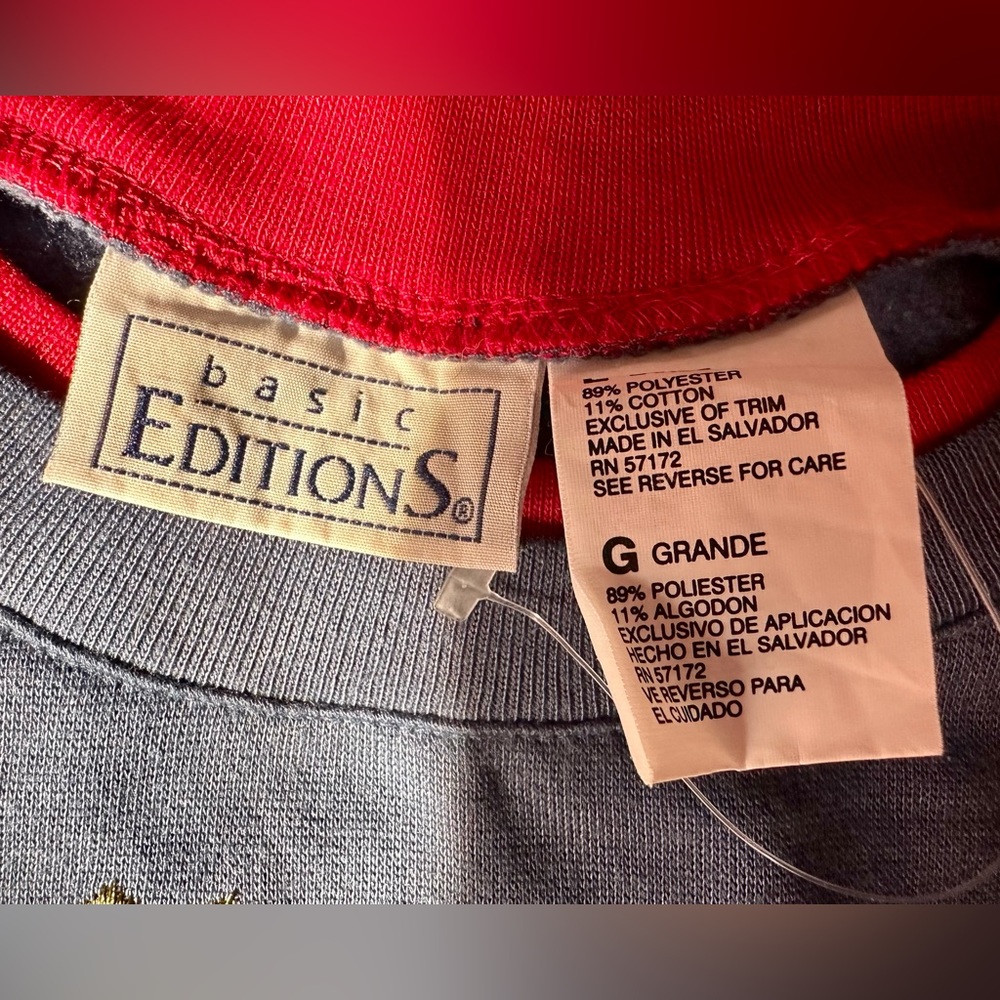 basic
EDITIONS®
89% POLYESTER
11% COTTON
EXCLUSIVE OF TRIM
MADE IN EL SALVADOR
RN 57172
SEE REVERSE FOR CARE
G GRANDE
89% POLIESTER
11% ALGODON
EXCLUSIVO DE APLICACION
HECHO EN EL SALVADOR
RN 57172
VE REVERSO PARA
EL CUIDADO